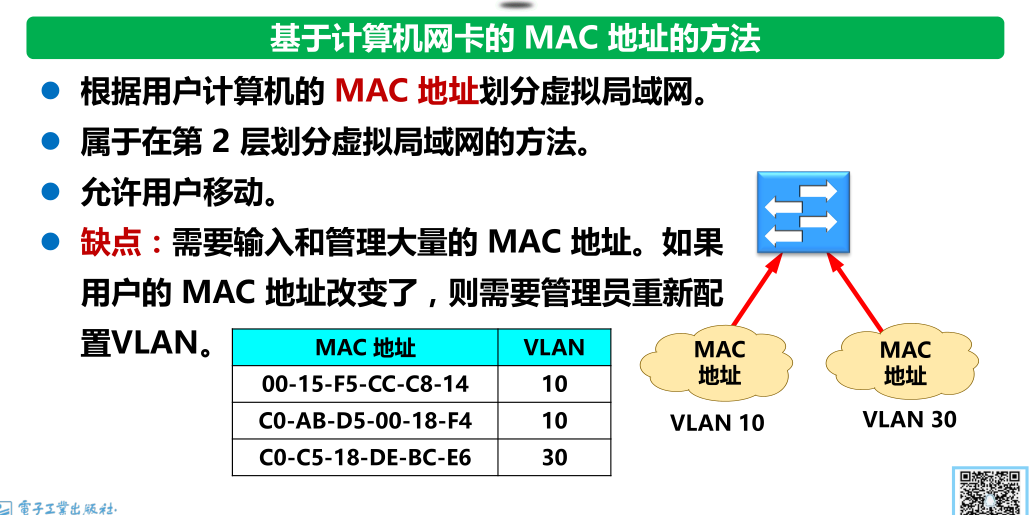 基于计算机网卡的 MAC 地址的方法
根据用户计算机的 MAC 地址划分虚拟局域网。
属于在第 2 层划分虚拟局域网的方法。
允许用户移动。
缺点：需要输入和管理大量的 MAC 地址。如果
用户的 MAC 地址改变了，则需要管理员重新配
置VLAN。
MAC 地址 VLAN
00-15-F5-CC-C8-14 10
C0-AB-D5-00-18-F4 10
C0-C5-18-DE-BC-E6 30
MAC
地址
VLAN 10
MAC
地址
VLAN 30
電子工業出版社·